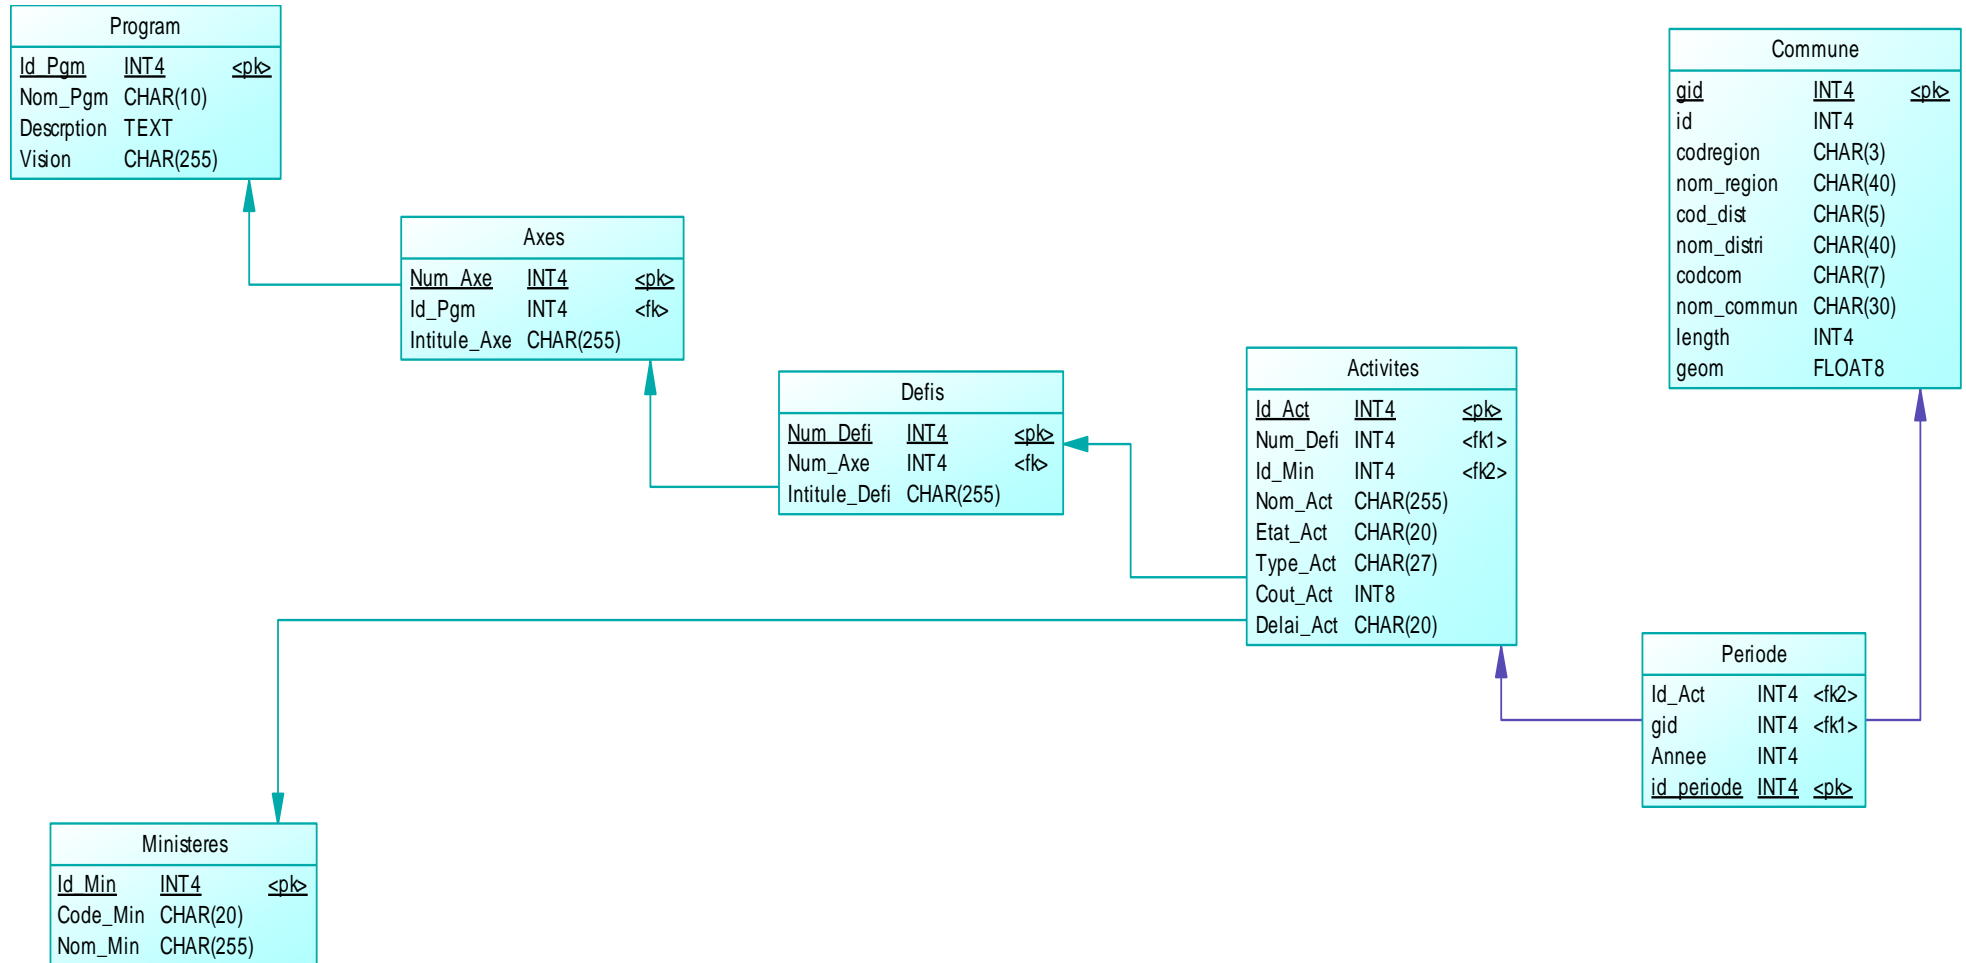 Program
Id_Pgm INT4 <pk>
Nom_Pgm CHAR(10)
Descrption TEXT
Vision CHAR(255)
Commune
gid INT4 <pk>
id INT4
codregion CHAR(3)
nom_region CHAR(40)
cod_dist CHAR(5)
nom_distri CHAR(40)
codcom CHAR(7)
nom_commun CHAR(30)
length INT4
geom FLOAT8
Axes
Num_Axe INT4 <pk>
Id_Pgm INT4 <fk>
Intitule_Axe CHAR(255)
Defis
Num_Defi INT4 <pk>
Num_Axe INT4 <fk>
Intitule_Defi CHAR(255)
Activites
Id_Act INT4 <pk>
Num_Defi INT4 <fk1>
Id_Min INT4 <fk2>
Nom_Act CHAR(255)
Etat_Act CHAR(20)
Type_Act CHAR(27)
Cout_Act INT8
Delai_Act CHAR(20)
Periode
Id_Act INT4 <fk2>
gid INT4 <fk1>
Annee INT4
id_periode INT4 <pk>
Ministeres
Id_Min INT4 <pk>
Code_Min CHAR(20)
Nom_Min CHAR(255)